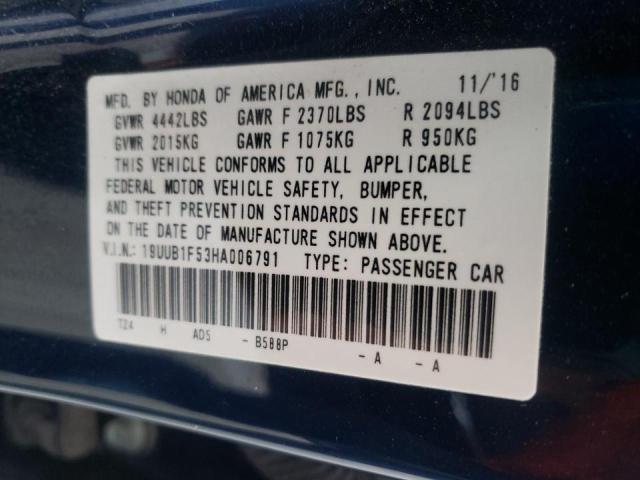 MFD. BY HONDA OF AMERICA MFG., INC. 11/'16
GVWR 4442LBS GAWR F 2370LBS R 2094LBS
GVWR 2015KG GAWR F 1075KG R 950KG
THIS VEHICLE CONFORMS TO ALL APPLICABLE
FEDERAL MOTOR VEHICLE SAFETY, BUMPER,
AND THEFT PREVENTION STANDARDS IN EFFECT
ON THE DATE OF MANUFACTURE SHOWN ABOVE.
V.I.N.: 19UUB1F53HA006791 TYPE: PASSENGER CAR
TZ4 H AD5 - B588P - A - A